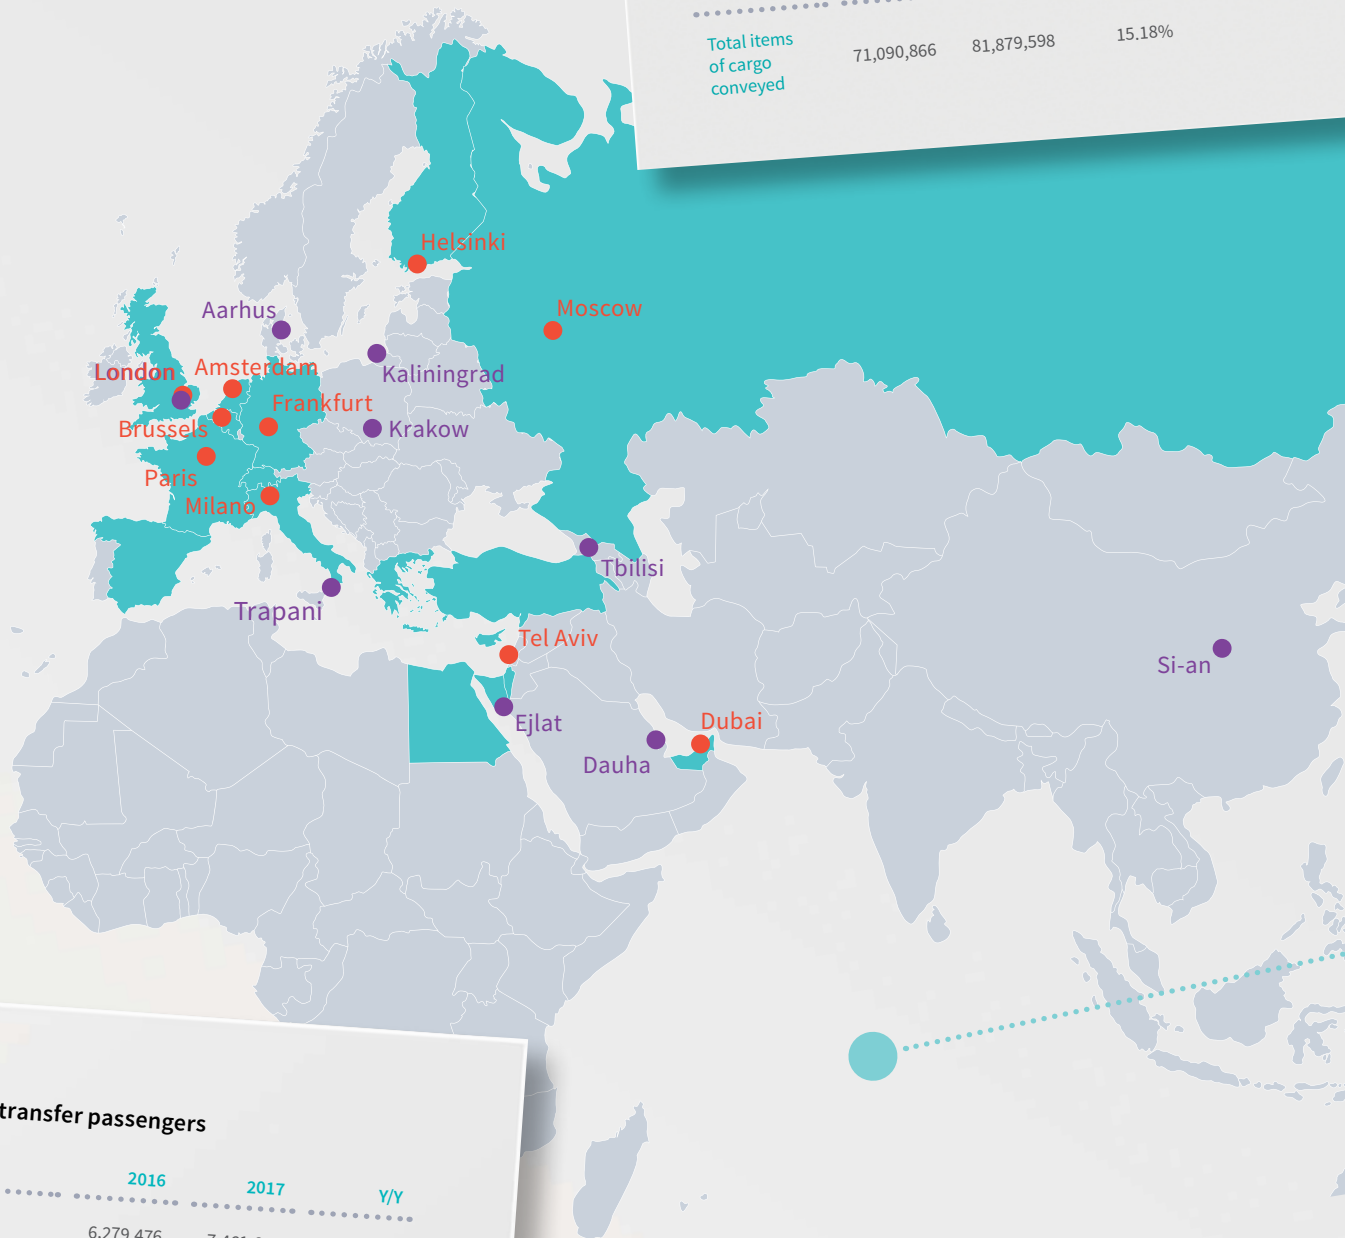 Total items
of cargo
conveyed
71,090,866
81,879,598
15.18%
Helsinki
Moscow
Aarhus
Kaliningrad
London
Amsterdam
Frankfurt
Brussels
Krakow
Paris
Milano
Tbilisi
Trapani
Tel Aviv
Si-an
Ejlat
Dubai
Dauha
transfer passengers
2016
2017
Y/Y
6,279,476